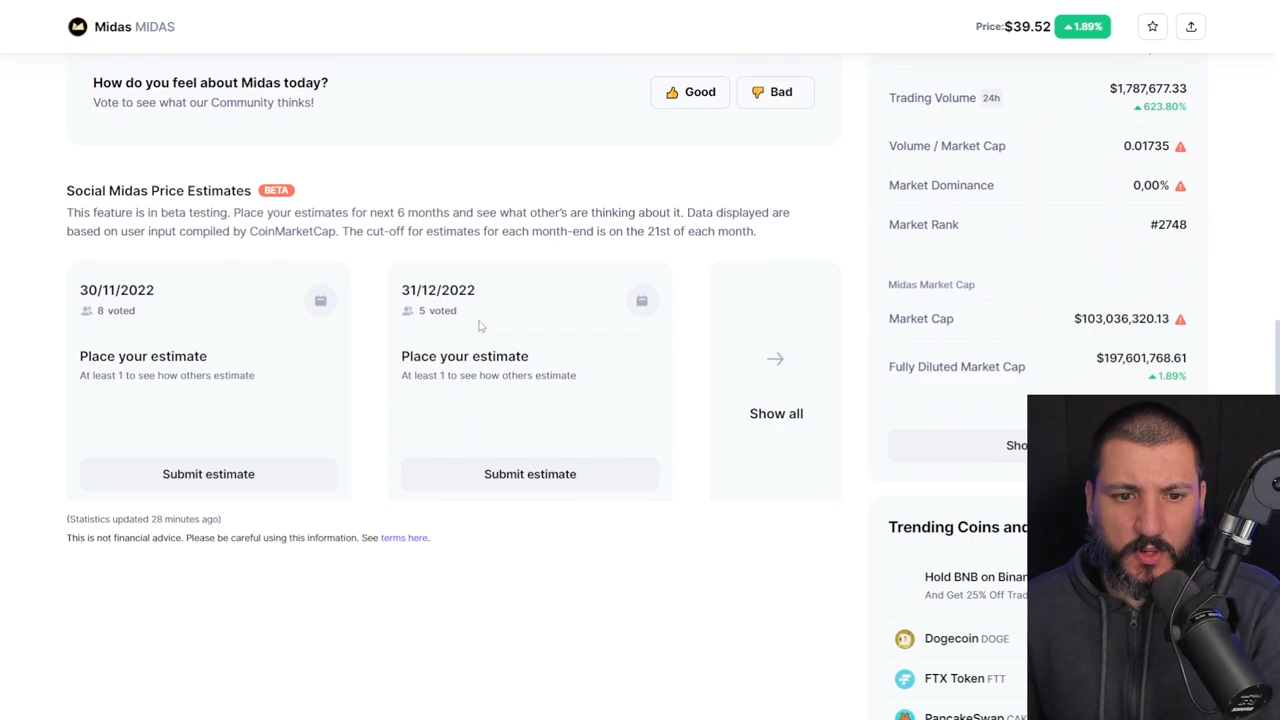 Midas MIDAS
Price: $39.52 1.89%
How do you feel about Midas today?
Vote to see what our Community thinks!
Good
Bad
Social Midas Price Estimates BETA
This feature is in beta testing. Place your estimates for next 6 months and see what other's are thinking about it. Data displayed are
based on user input compiled by CoinMarketCap. The cut-off for estimates for each month-end is on the 21st of each month.
30/11/2022
8 voted
Place your estimate
At least 1 to see how others estimate
Submit estimate
31/12/2022
5 voted
Place your estimate
At least 1 to see how others estimate
Submit estimate
Show all
(Statistics updated 28 minutes ago)
This is not financial advice. Please be careful using this information. See terms here.
Trading Volume 24h
$1,787,677.33
623.80%
Volume / Market Cap
0.01735
Market Dominance
0,00%
Market Rank
#2748
Midas Market Cap
Market Cap
$103,036,320.13
Fully Diluted Market Cap
$197,601,768.61
1.89%
Sho
Trending Coins and
Hold BNB on Binan
And Get 25% Off Trad
Dogecoin DOGE
FTX Token FTT
PancakeSwap CAK